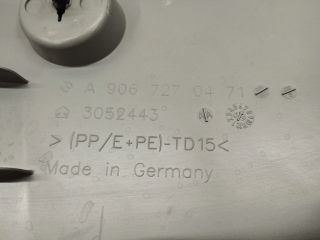 A 906 727 04 71
3052443
> (PP/E+PE)-TD15<
Made in Germany